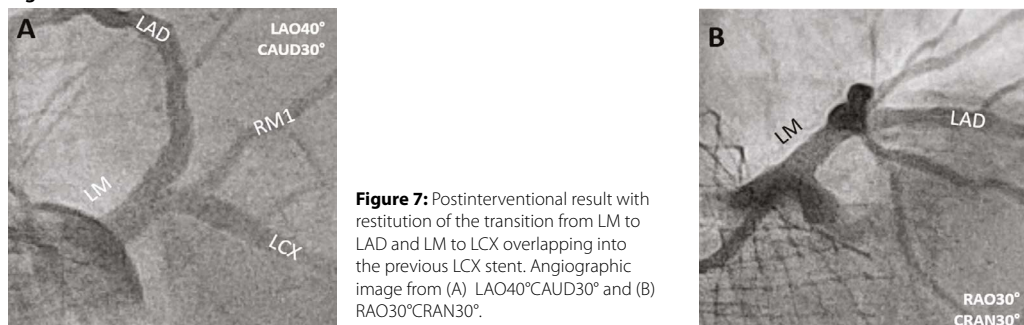 A
LAD
LAO40°
CAUD30°
RM1
LM
LCX
Figure 7: Postinterventional result with
restitution of the transition from LM to
LAD and LM to LCX overlapping into
the previous LCX stent. Angiographic
image from (A) LAO40°CAUD30° and (B)
RAO30°CRAN30°.
B
LM
LAD
RAO30°
CRAN30°